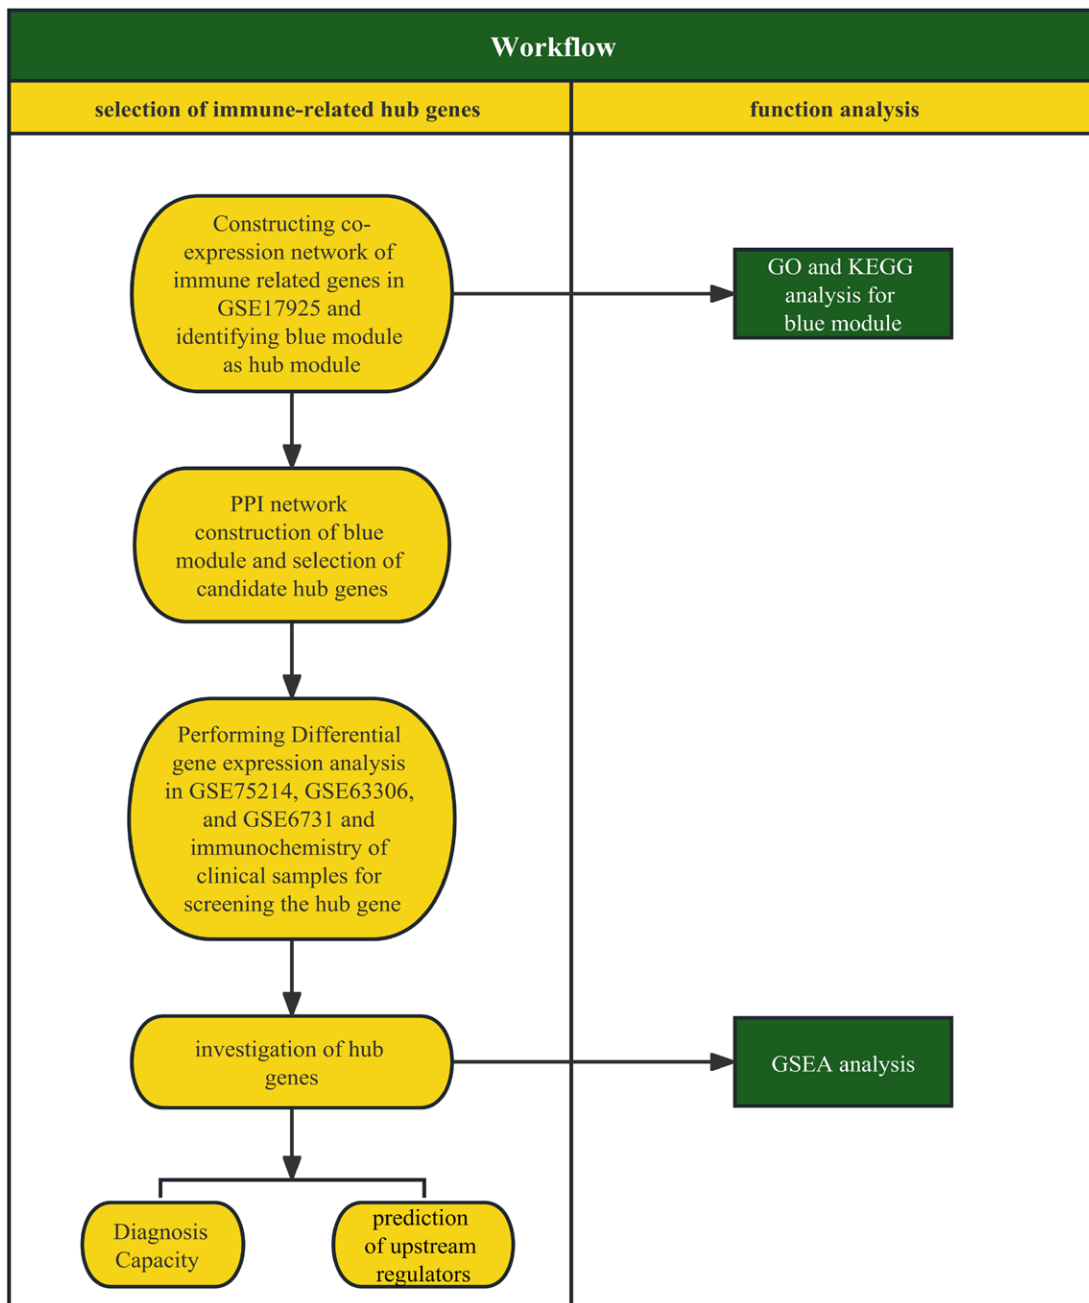 Workflow
selection of immune-related hub genes
function analysis
Constructing co-
expression network of
immune related genes in
GSE17925 and
identifying blue module
as hub module
GO and KEGG
analysis for
blue module
PPI network
construction of blue
module and selection of
candidate hub genes
Performing Differential
gene expression analysis
in GSE75214, GSE63306,
and GSE6731 and
immunochemistry of
clinical samples for
screening the hub gene
investigation of hub
genes
GSEA analysis
Diagnosis
Capacity
prediction
of upstream
regulators